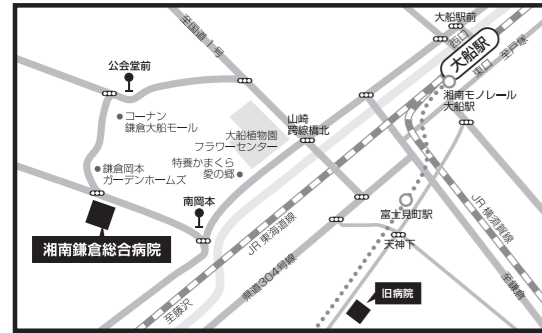 至国道1号
大船駅前
西口
大船駅
東口
至戸塚
公会堂前
湘南モノレール
大船駅
コーナン
鎌倉大船モール
山崎
跨線橋北
大船植物園
フラワーセンター
特養かまくら
愛の郷
鎌倉岡本
ガーデンホームズ
南岡本
富士見町駅
JR横須賀線
湘南鎌倉総合病院
JR東海道線
天神下
県道304号線
至鎌倉
旧病院
至藤沢